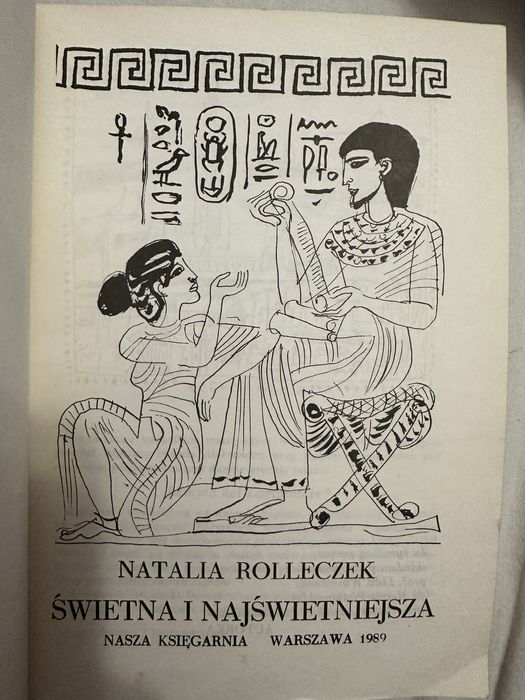 NATALIA ROLLECZEK
ŚWIETNA I NAJŚWIETNIEJSZA
NASZA KSIĘGARNIA WARSZAWA 1989